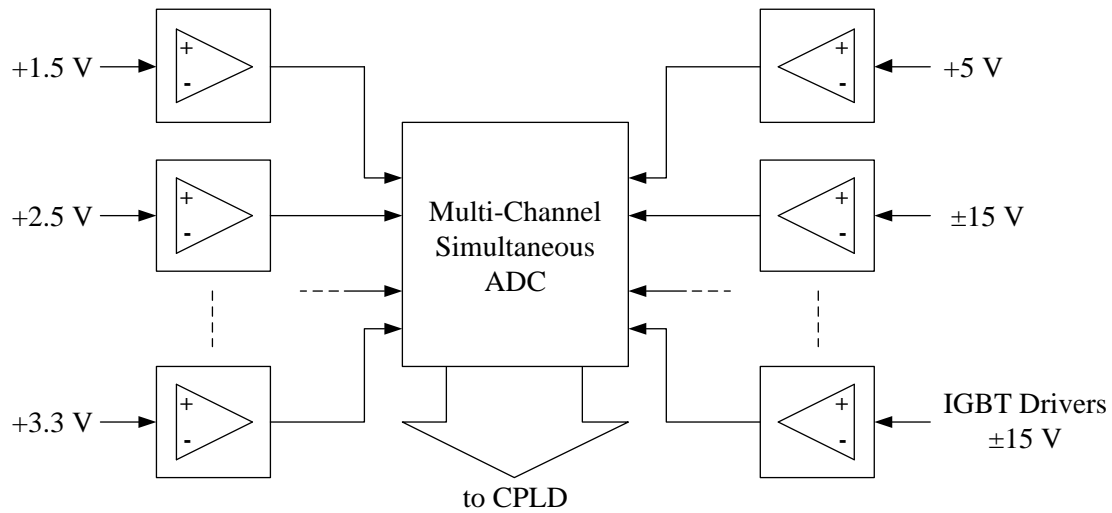 +1.5 V
+
-
+
-
+5 V
+2.5 V
+
-
Multi-Channel
Simultaneous
ADC
+
-
±15 V
+3.3 V
+
-
+
-
IGBT Drivers
±15 V
to CPLD